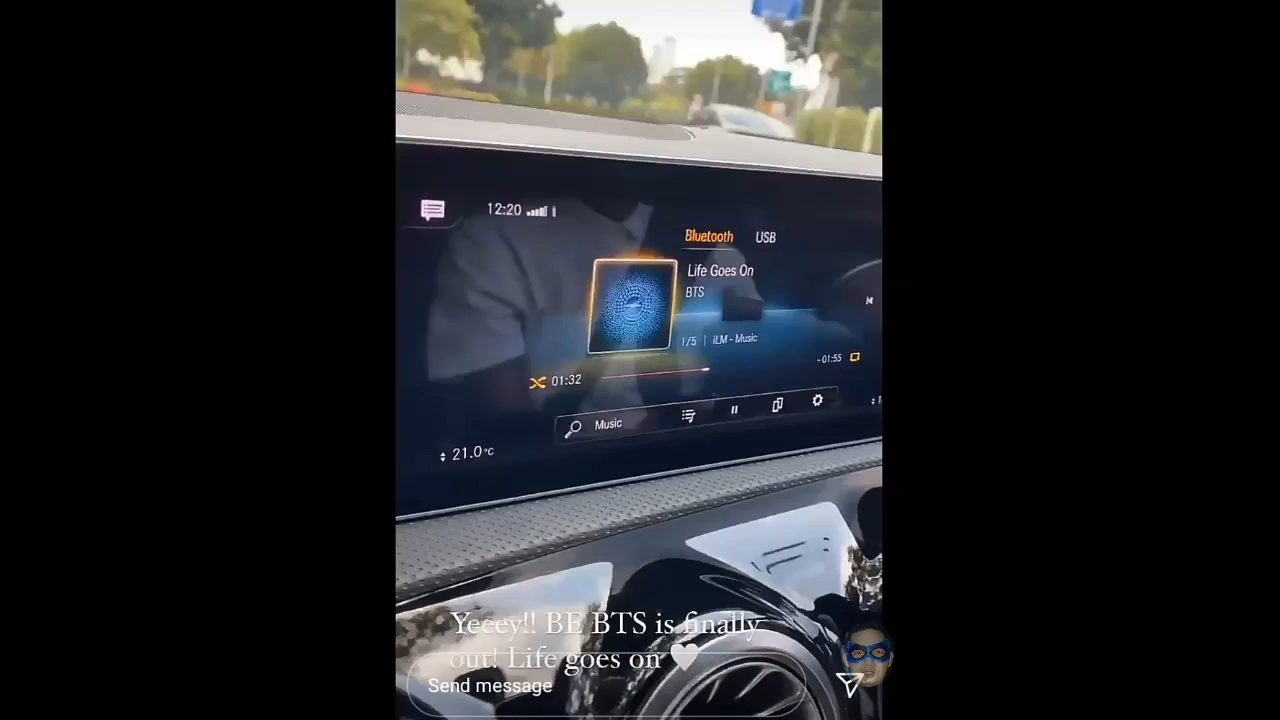 12:20
Bluetooth USB
Life Goes On
BTS
1/5 | iLM - Music
-01:55
01:32
Music
21.0°C
Yeeey!! BE BTS is finally
out! Life goes on
Send message